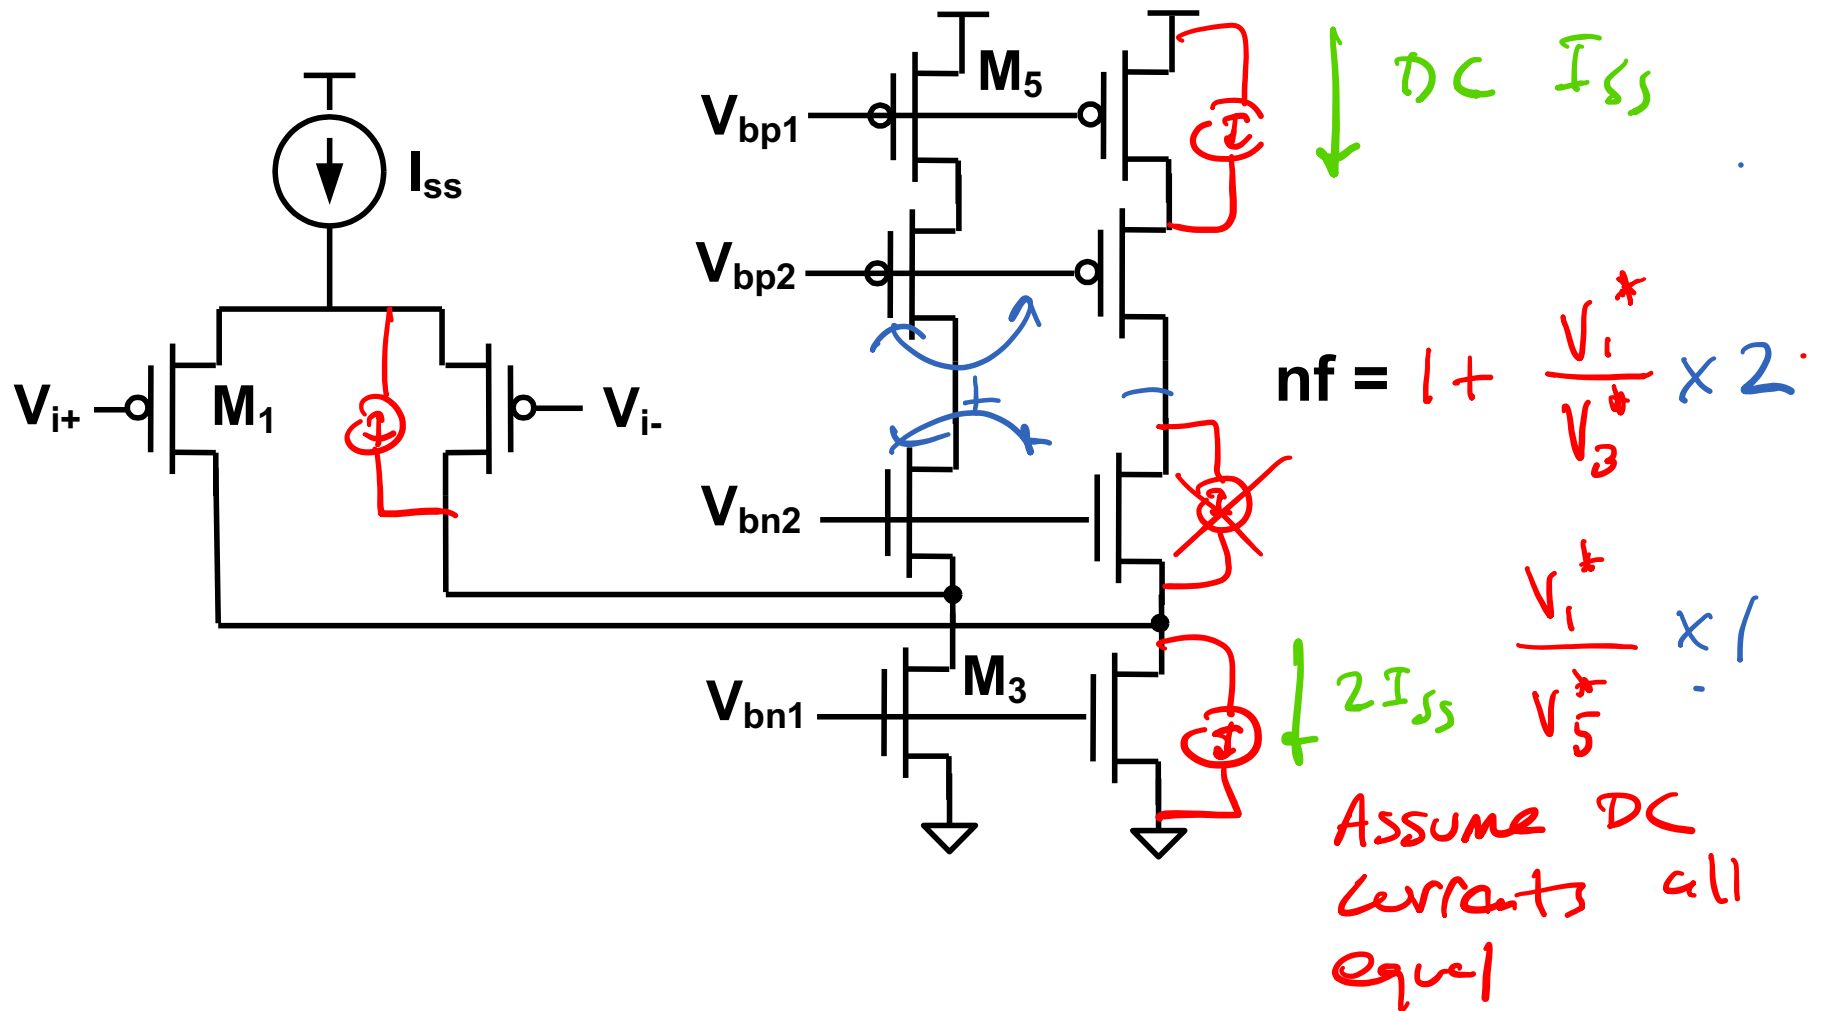 M5
Vbp1
DC Iss
Iss
I
Vbp2
Vi+
M1
I
Vi-
+
nf = 1 + V1* / V3* × 2
Vbn2
I
V1* / V5* × 1
M3
Vbn1
I
2Iss
Assume DC
currents all
equal